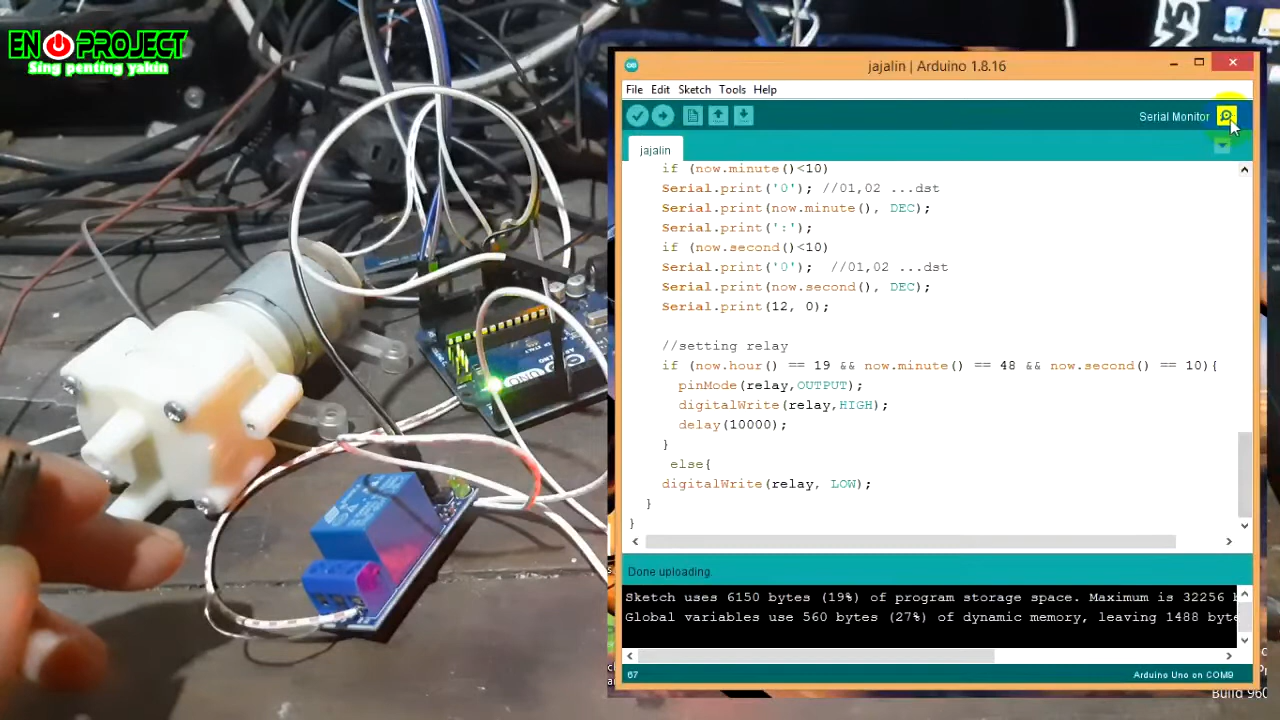 EN PROJECT
Sing penting yakin
jajalin | Arduino 1.8.16
File Edit Sketch Tools Help
Serial Monitor
jajalin
if (now.minute()<10)
Serial.print('0'); //01,02 ...dst
Serial.print(now.minute(), DEC);
Serial.print(':');
if (now.second()<10)
Serial.print('0');  //01,02 ...dst
Serial.print(now.second(), DEC);
Serial.print(12, 0);
//setting relay
if (now.hour() == 19 && now.minute() == 48 && now.second() == 10){
pinMode(relay,OUTPUT);
digitalWrite(relay,HIGH);
delay(10000);
}
else{
digitalWrite(relay, LOW);
}
}
Done uploading.
Sketch uses 6150 bytes (19%) of program storage space. Maximum is 32256 b
Global variables use 560 bytes (27%) of dynamic memory, leaving 1488 byte
67
Arduino Uno on COM9
Build 960
UNO